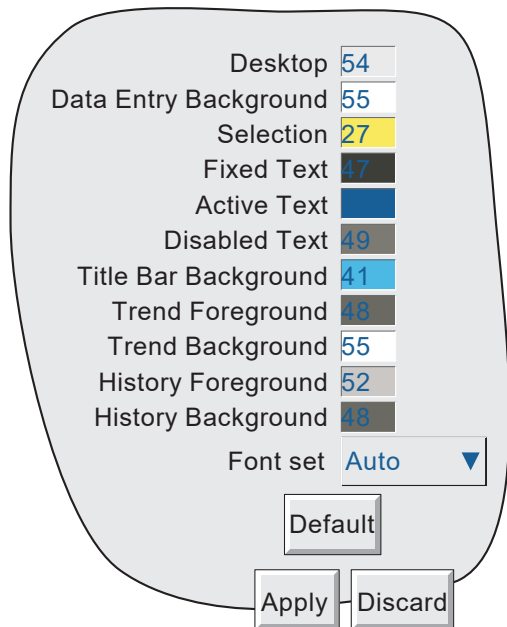 Desktop 54
Data Entry Background 55
Selection 27
Fixed Text 47
Active Text
Disabled Text 49
Title Bar Background 41
Trend Foreground 48
Trend Background 55
History Foreground 52
History Background 48
Font set Auto
Default
Apply Discard